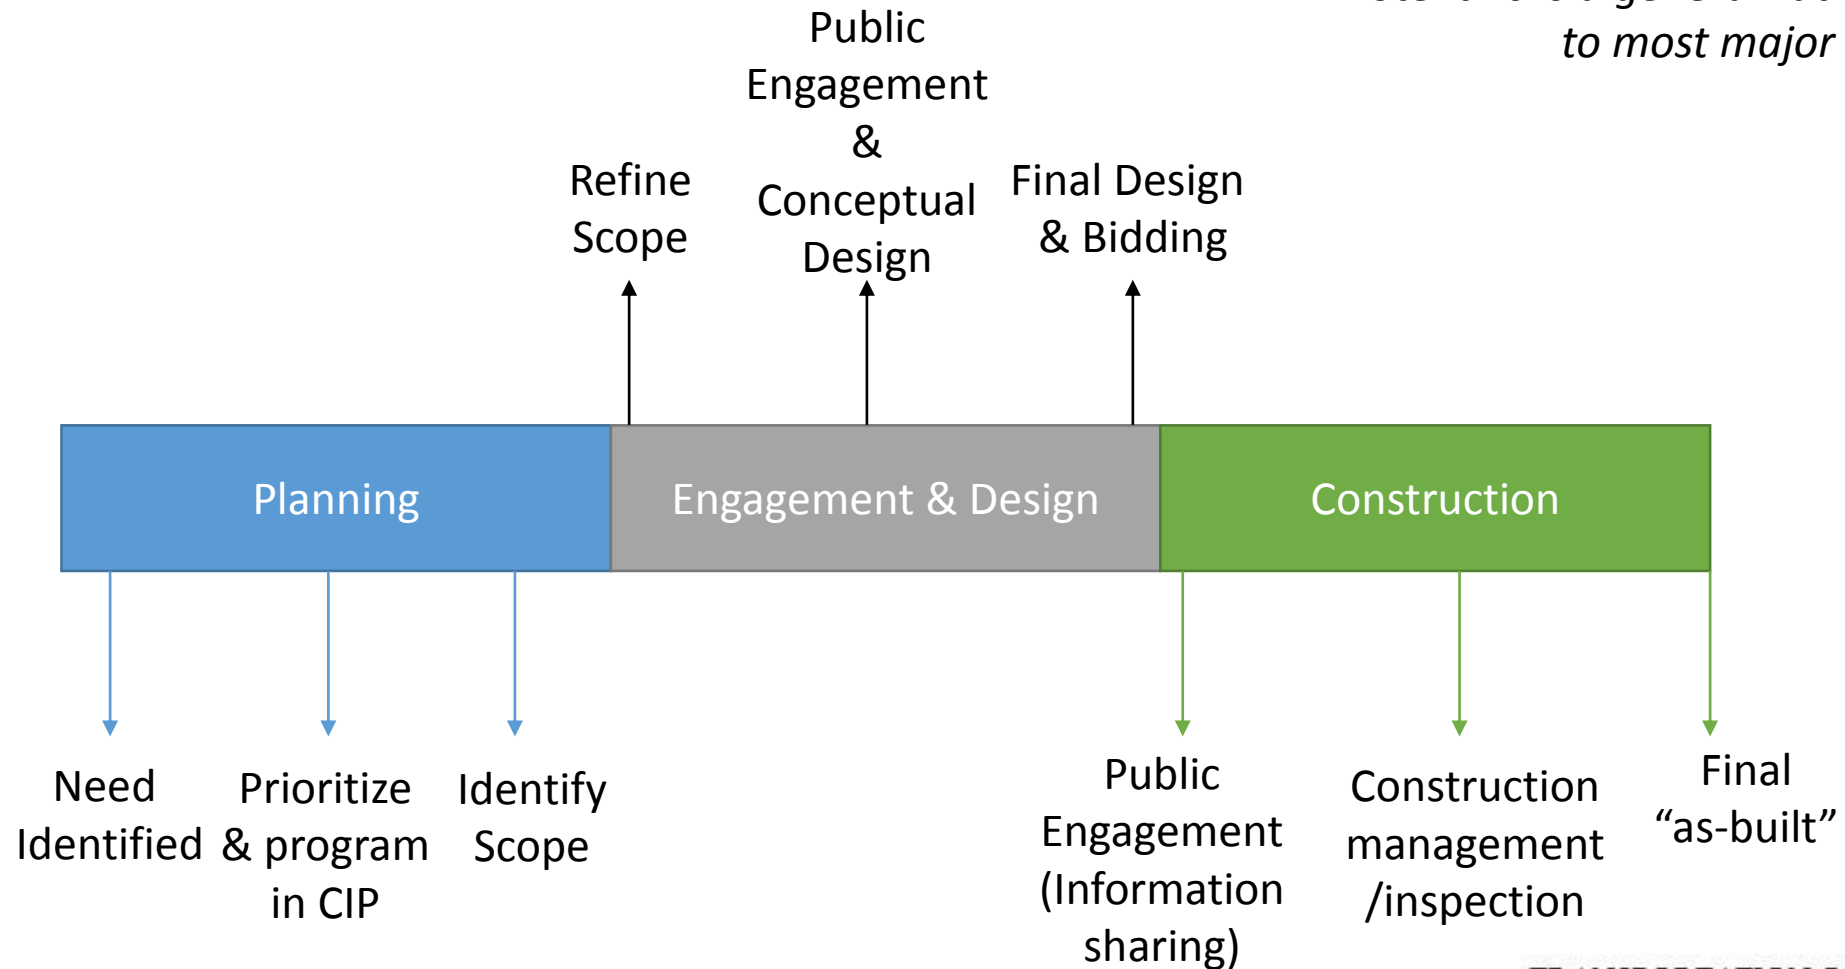 to most major
Public
Engagement
&
Conceptual
Design
Refine
Scope
Final Design
& Bidding
Planning
Engagement & Design
Construction
Need
Identified
Prioritize
& program
in CIP
Identify
Scope
Public
Engagement
(Information
sharing)
Construction
management
/inspection
Final
“as-built”